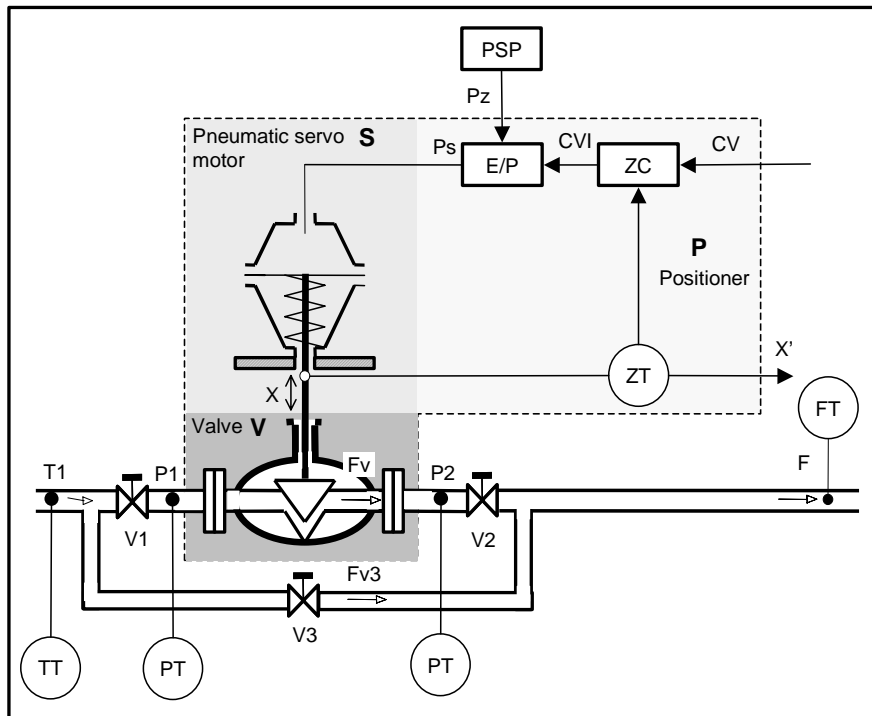 PSP
Pz
Pneumatic servo S
motor
Ps
CVI
CV
E/P
ZC
P
Positioner
X'
X
ZT
FT
Valve V
Fv
F
T1
P1
P2
V1
V2
Fv3
V3
TT
PT
PT